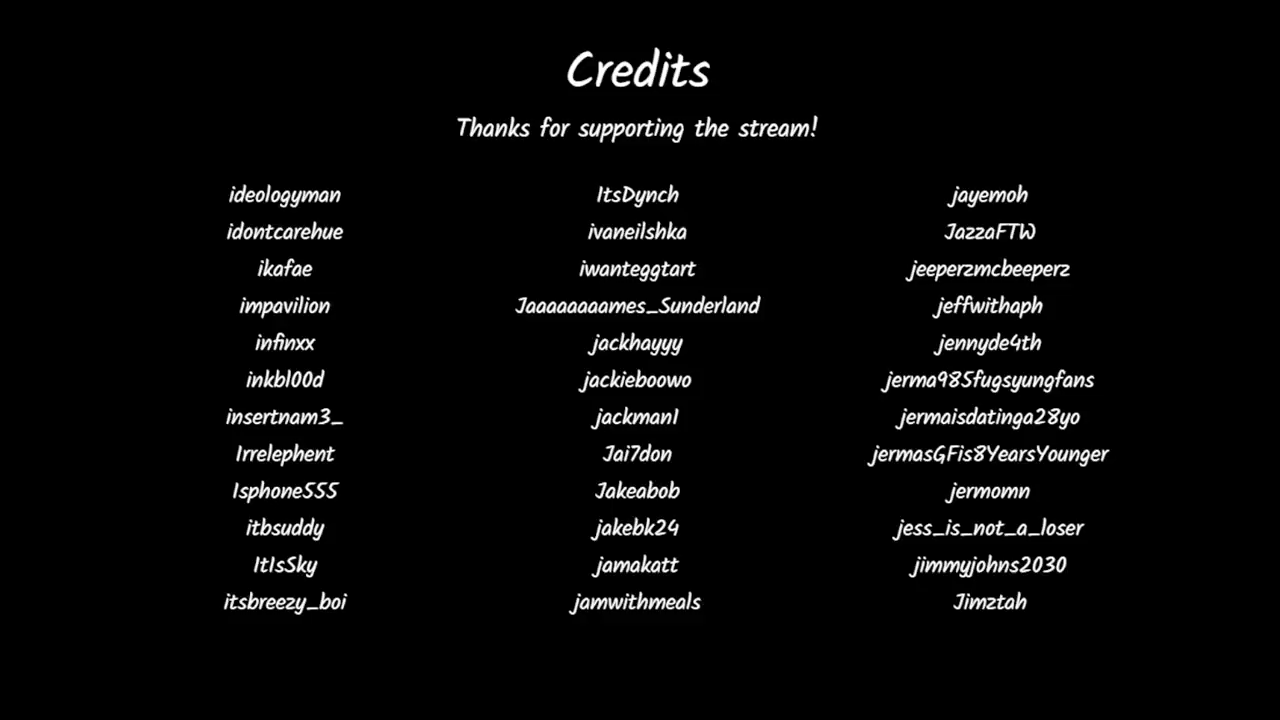 Credits
Thanks for supporting the stream!
ideologyman
idontcarehue
ikafae
impavilion
infinxx
inkbl00d
insertnam3_
Irrelephent
Isphone555
itbsuddy
ItIsSky
itsbreezy_boi
ItsDynch
ivaneilshka
iwanteggtart
Jaaaaaaaames_Sunderland
jackhayyy
jackieboowo
jackman1
Jai7don
Jakeabob
jakebk24
jamakatt
jamwithmeals
jayemoh
JazzaFTW
jeeperzmcbeeperz
jeffwithaph
jennyde4th
jerma985fugsyungfans
jermaisdatinga28yo
jermasGFis8YearsYounger
jermomn
jess_is_not_a_loser
jimmyjohns2030
Jimztah